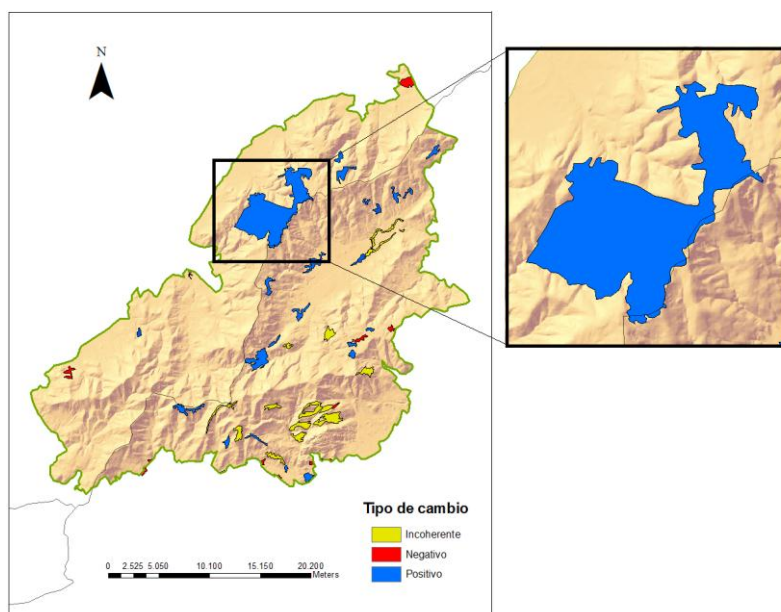 N
Tipo de cambio
Incoherente
Negativo
Positivo
0 2.525 5.050 10.100 15.150 20.200
Meters